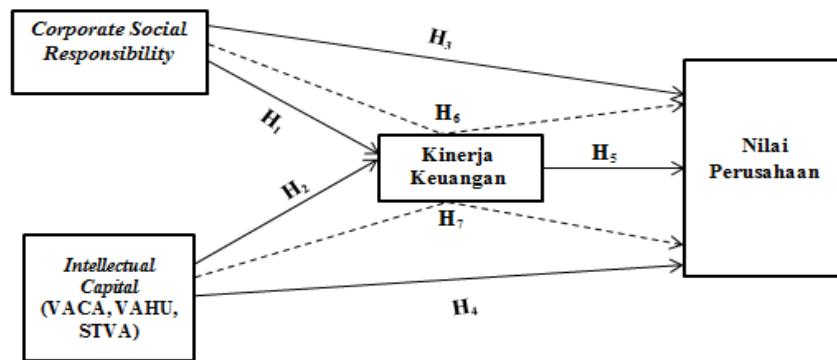 Corporate Social
Responsibility
H3
H1
H6
Kinerja
Keuangan
H5
Nilai
Perusahaan
H2
H7
Intellectual
Capital
(VACA, VAHU,
STVA)
H4